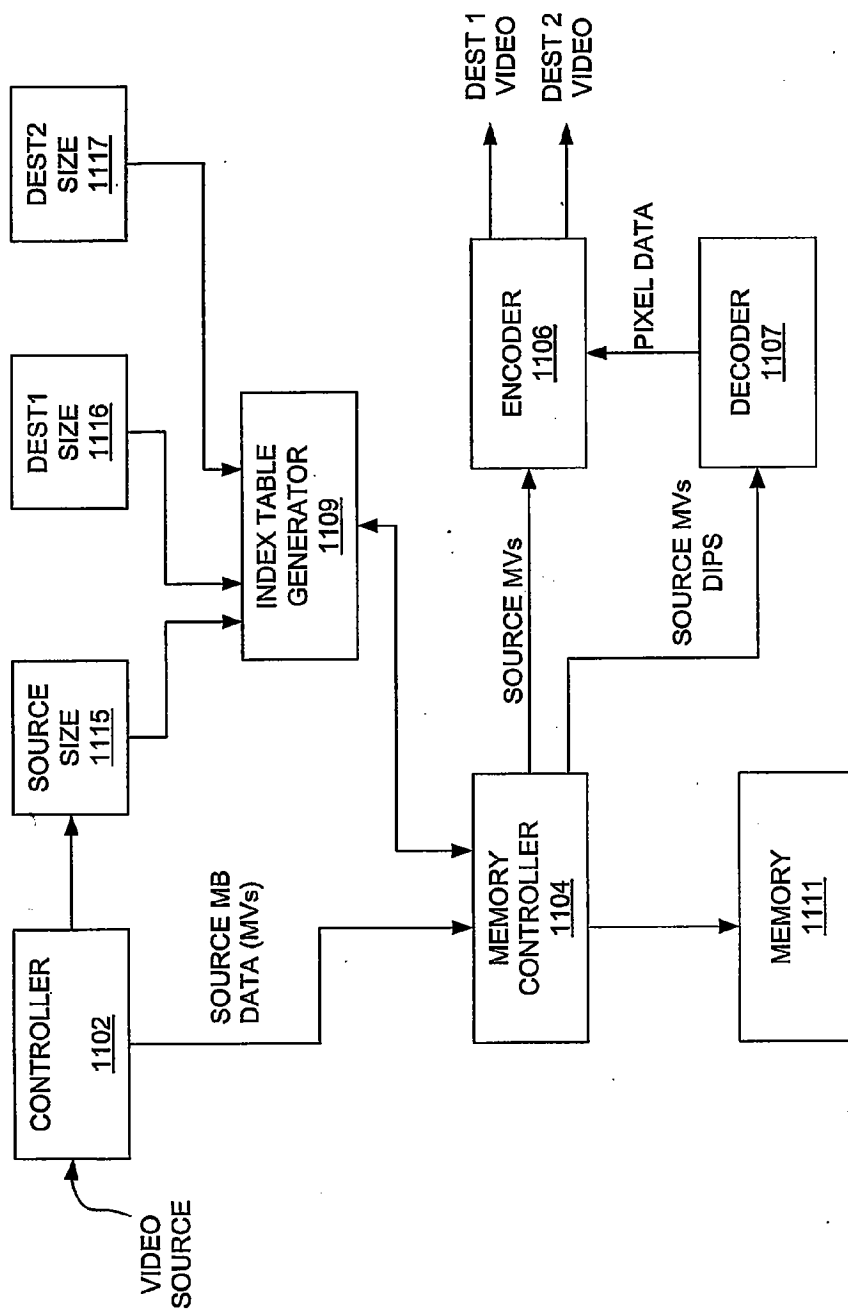 VIDEO
SOURCE
CONTROLLER
1102
SOURCE
SIZE
1115
DEST1
SIZE
1116
DEST2
SIZE
1117
SOURCE MB
DATA (MVs)
INDEX TABLE
GENERATOR
1109
MEMORY
CONTROLLER
1104
SOURCE MVs
ENCODER
1106
DEST 1
VIDEO
DEST 2
VIDEO
PIXEL DATA
SOURCE MVs
DIPS
DECODER
1107
MEMORY
1111